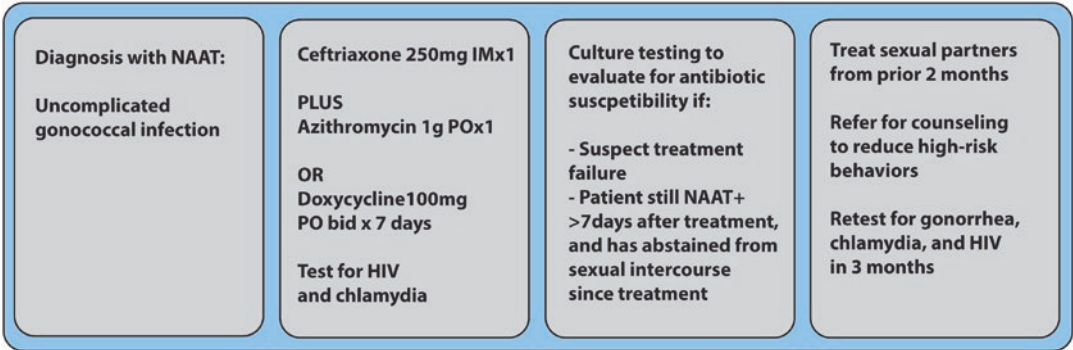 Diagnosis with NAAT:
Uncomplicated
gonococcal infection
Ceftriaxone 250mg IMx1
PLUS
Azithromycin 1g POx1
OR
Doxycycline100mg
PO bid x 7 days
Test for HIV
and chlamydia
Culture testing to
evaluate for antibiotic
suscpetibility if:
- Suspect treatment
failure
- Patient still NAAT+
>7days after treatment,
and has abstained from
sexual intercourse
since treatment
Treat sexual partners
from prior 2 months
Refer for counseling
to reduce high-risk
behaviors
Retest for gonorrhea,
chlamydia, and HIV
in 3 months